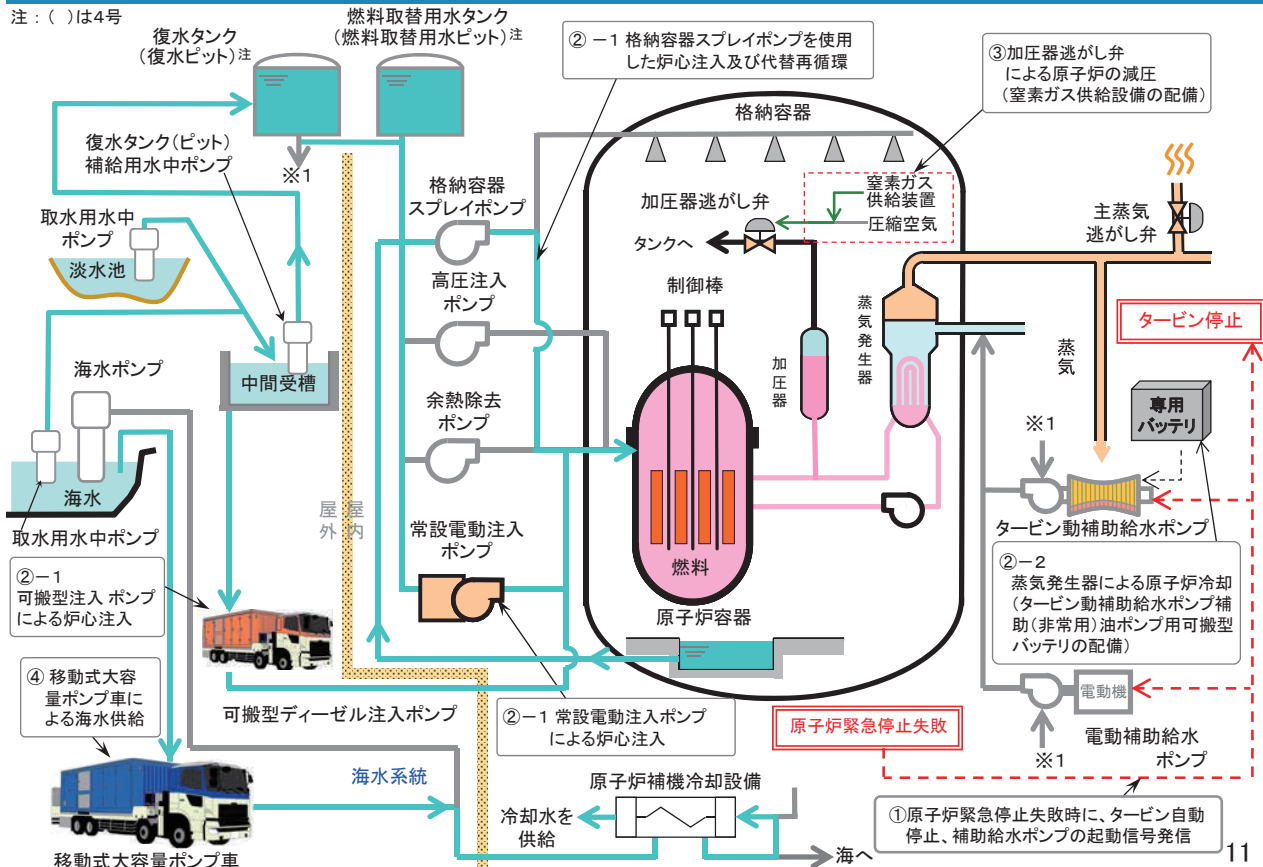 注：( )は4号
復水タンク
(復水ピット)注
燃料取替用水タンク
(燃料取替用水ピット)注
②－1 格納容器スプレイポンプを使用
した炉心注入及び代替再循環
③加圧器逃がし弁
による原子炉の減圧
(窒素ガス供給設備の配備)
格納容器
復水タンク(ピット)
補給用水中ポンプ
※1
格納容器
スプレイポンプ
加圧器逃がし弁
窒素ガス
供給装置
圧縮空気
タンクへ
主蒸気
逃がし弁
取水用水中
ポンプ
淡水池
高圧注入
ポンプ
制御棒
加圧器
蒸気発生器
タービン停止
蒸気
海水ポンプ
中間受槽
余熱除去
ポンプ
専用
バッテリ
※1
海水
取水用水中ポンプ
屋外
屋内
常設電動注入
ポンプ
燃料
原子炉容器
タービン動補助給水ポンプ
②－1
可搬型注入 ポンプ
による炉心注入
②－2
蒸気発生器による原子炉冷却
(タービン動補助給水ポンプ補
助(非常用)油ポンプ用可搬型
バッテリの配備)
④ 移動式大容
量ポンプ車に
よる海水供給
可搬型ディーゼル注入ポンプ
②－1 常設電動注入ポンプ
による炉心注入
原子炉緊急停止失敗
電動機
※1
電動補助給水
ポンプ
海水系統
原子炉補機冷却設備
冷却水を
供給
①原子炉緊急停止失敗時に、タービン自動
停止、補助給水ポンプの起動信号発信
海へ
移動式大容量ポンプ車
11